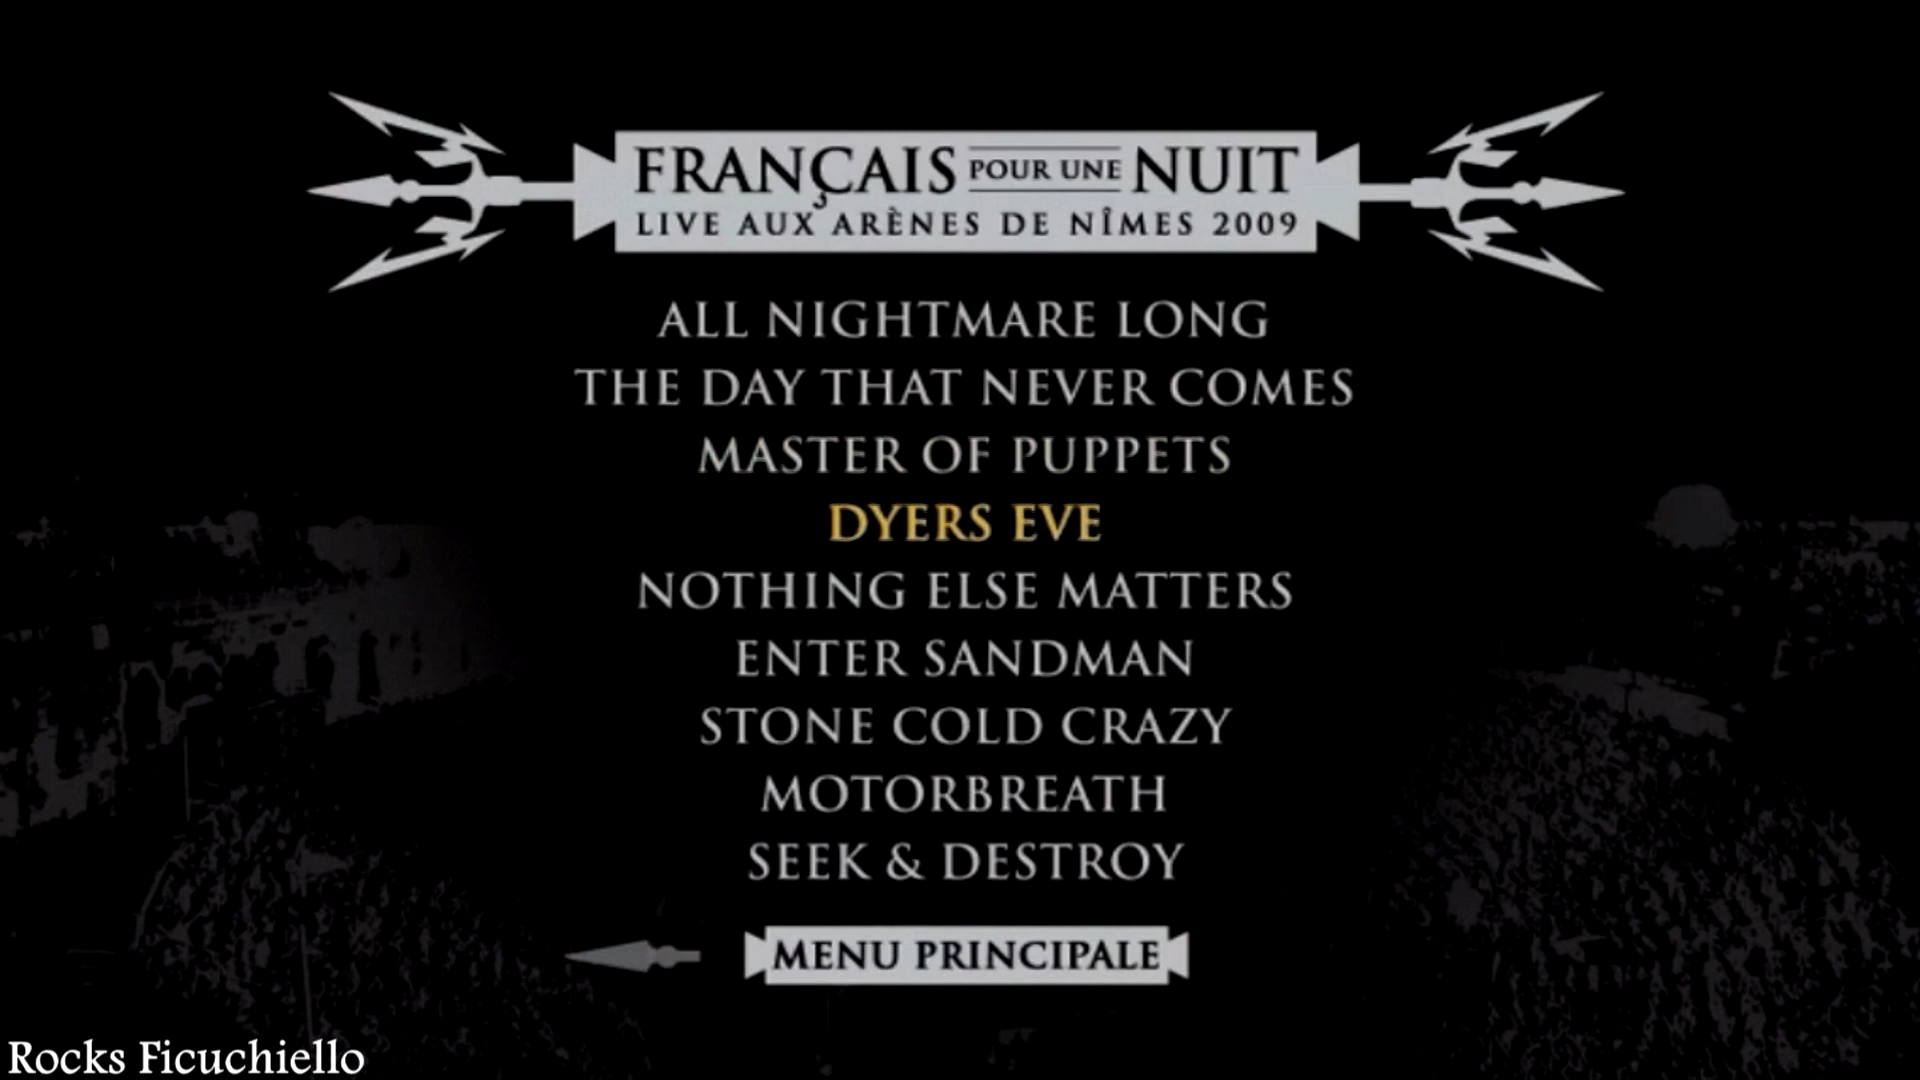 FRANÇAIS POUR UNE NUIT
LIVE AUX ARÈNES DE NÎMES 2009
ALL NIGHTMARE LONG
THE DAY THAT NEVER COMES
MASTER OF PUPPETS
DYERS EVE
NOTHING ELSE MATTERS
ENTER SANDMAN
STONE COLD CRAZY
MOTORBREATH
SEEK & DESTROY
MENU PRINCIPALE
Rocks Ficuchiello